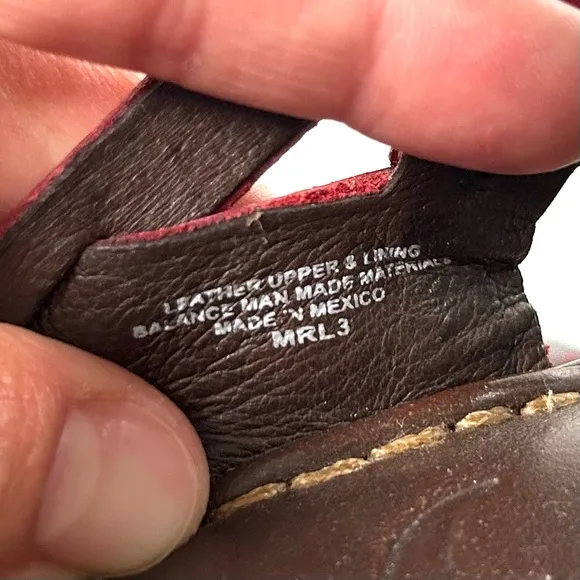 LEATHER UPPER & LINING
BALANCE MAN MADE MATERIALS
MADE IN MEXICO
MRL3